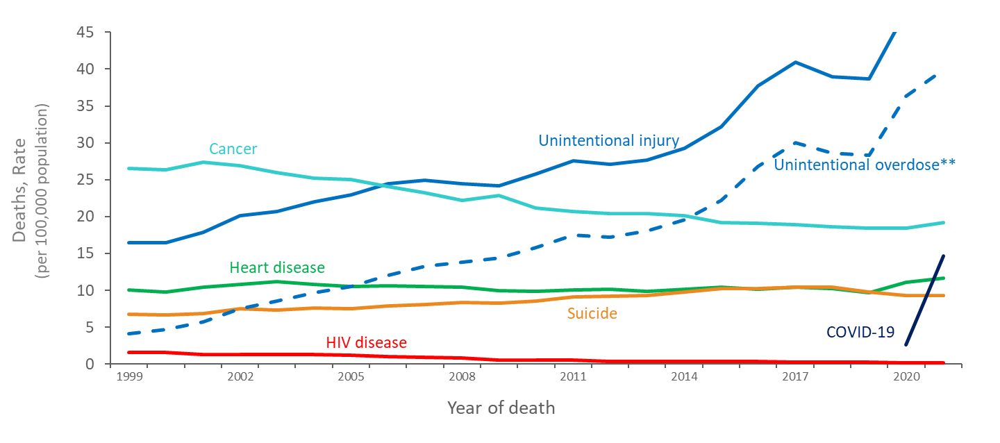 45
40
35
30
25
20
15
10
5
0
Deaths, Rate
(per 100,000 population)
Cancer
Unintentional injury
Unintentional overdose**
Heart disease
Suicide
COVID-19
HIV disease
1999 2002 2005 2008 2011 2014 2017 2020
Year of death